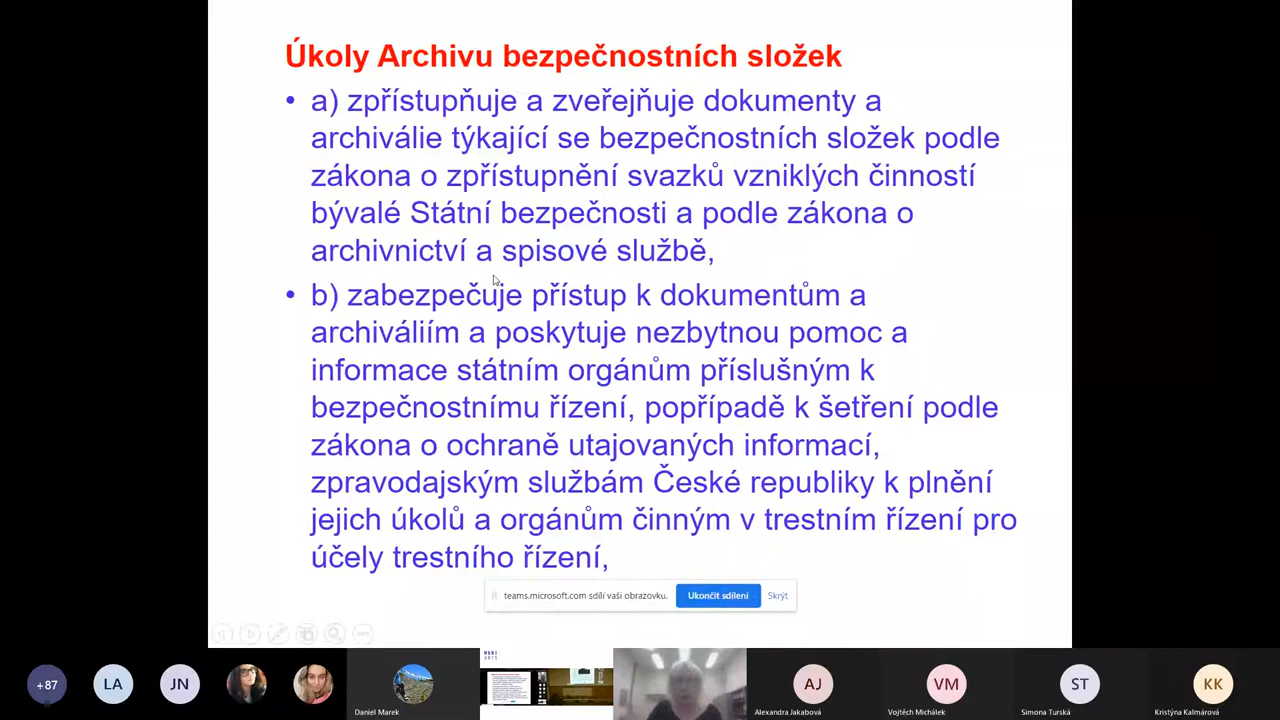 Úkoly Archivu bezpečnostních složek
• a) zpřístupňuje a zveřejňuje dokumenty a
archiválie týkající se bezpečnostních složek podle
zákona o zpřístupnění svazků vzniklých činností
bývalé Státní bezpečnosti a podle zákona o
archivnictví a spisové službě,
• b) zabezpečuje přístup k dokumentům a
archiváliím a poskytuje nezbytnou pomoc a
informace státním orgánům příslušným k
bezpečnostnímu řízení, popřípadě k šetření podle
zákona o ochraně utajovaných informací,
zpravodajským službám České republiky k plnění
jejich úkolů a orgánům činným v trestním řízení pro
účely trestního řízení,
teams.microsoft.com sdílí vaši obrazovku. Ukončit sdílení Skrýt
MUNI
ARTS
+87 LA JN AJ VM ST KK
Daniel Marek Alexandra Jakabová Vojtěch Michálek Simona Turská Kristýna Kalmárová